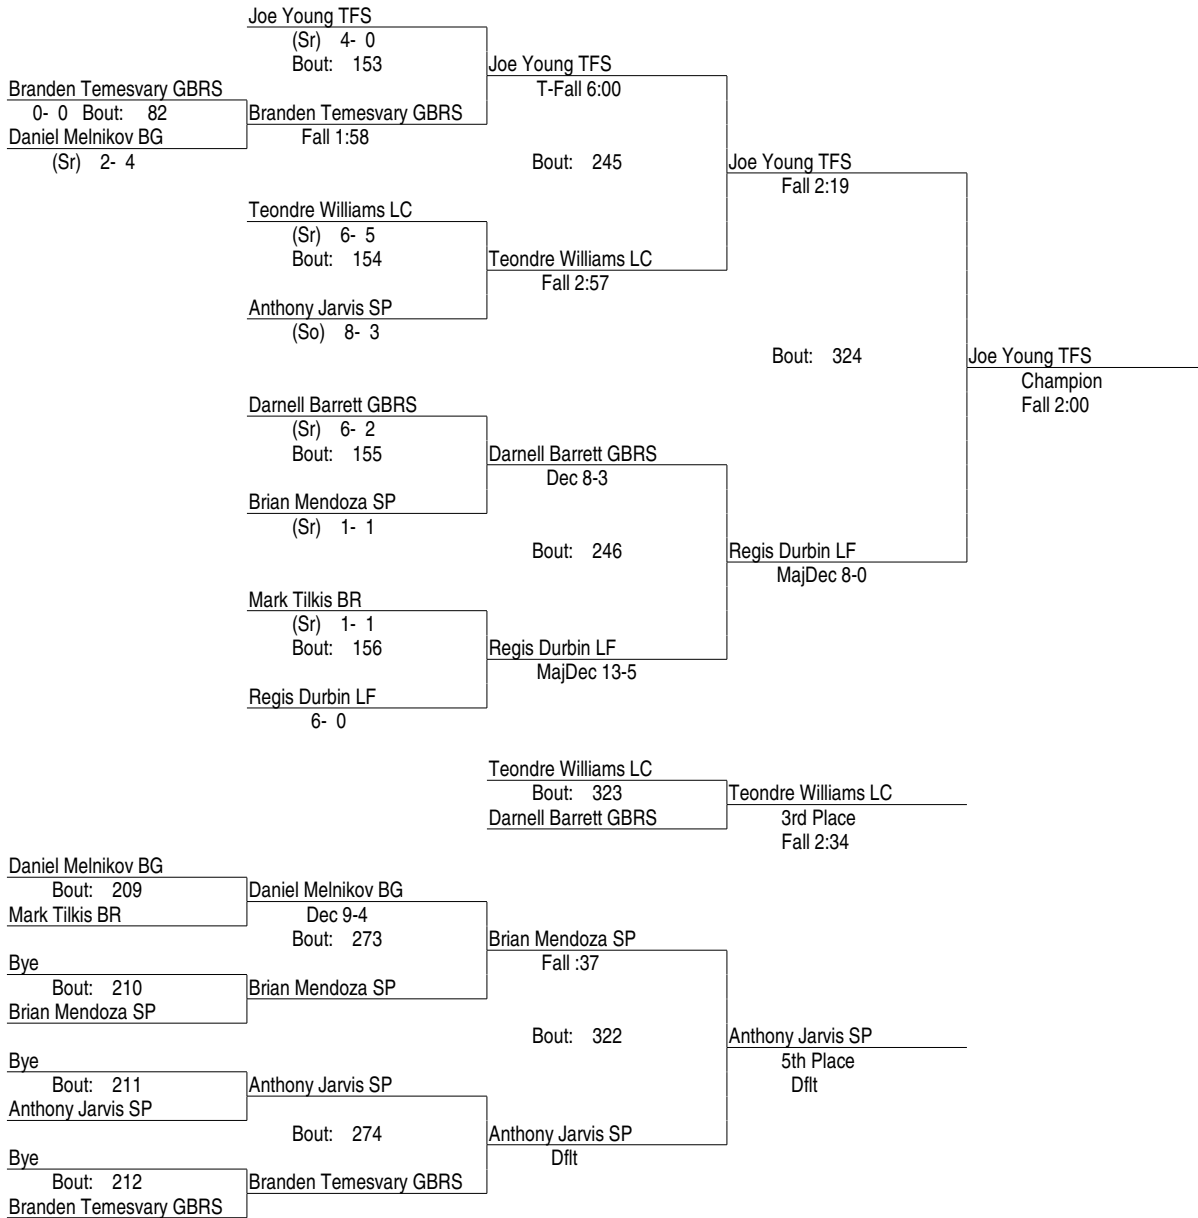 Joe Young TFS
(Sr) 4- 0
Bout: 153
Joe Young TFS
T-Fall 6:00
Branden Temesvary GBRS
0- 0 Bout: 82
Branden Temesvary GBRS
Fall 1:58
Daniel Melnikov BG
(Sr) 2- 4
Bout: 245
Joe Young TFS
Fall 2:19
Teondre Williams LC
(Sr) 6- 5
Bout: 154
Teondre Williams LC
Fall 2:57
Anthony Jarvis SP
(So) 8- 3
Bout: 324
Joe Young TFS
Champion
Fall 2:00
Darnell Barrett GBRS
(Sr) 6- 2
Bout: 155
Darnell Barrett GBRS
Dec 8-3
Brian Mendoza SP
(Sr) 1- 1
Bout: 246
Regis Durbin LF
MajDec 8-0
Mark Tilkis BR
(Sr) 1- 1
Bout: 156
Regis Durbin LF
MajDec 13-5
Regis Durbin LF
6- 0
Teondre Williams LC
Bout: 323
Teondre Williams LC
Darnell Barrett GBRS
3rd Place
Fall 2:34
Daniel Melnikov BG
Bout: 209
Daniel Melnikov BG
Mark Tilkis BR
Dec 9-4
Bout: 273
Brian Mendoza SP
Fall :37
Bye
Bout: 210
Brian Mendoza SP
Brian Mendoza SP
Bout: 322
Anthony Jarvis SP
5th Place
Dflt
Bye
Bout: 211
Anthony Jarvis SP
Anthony Jarvis SP
Bout: 274
Anthony Jarvis SP
Dflt
Bye
Bout: 212
Branden Temesvary GBRS
Branden Temesvary GBRS